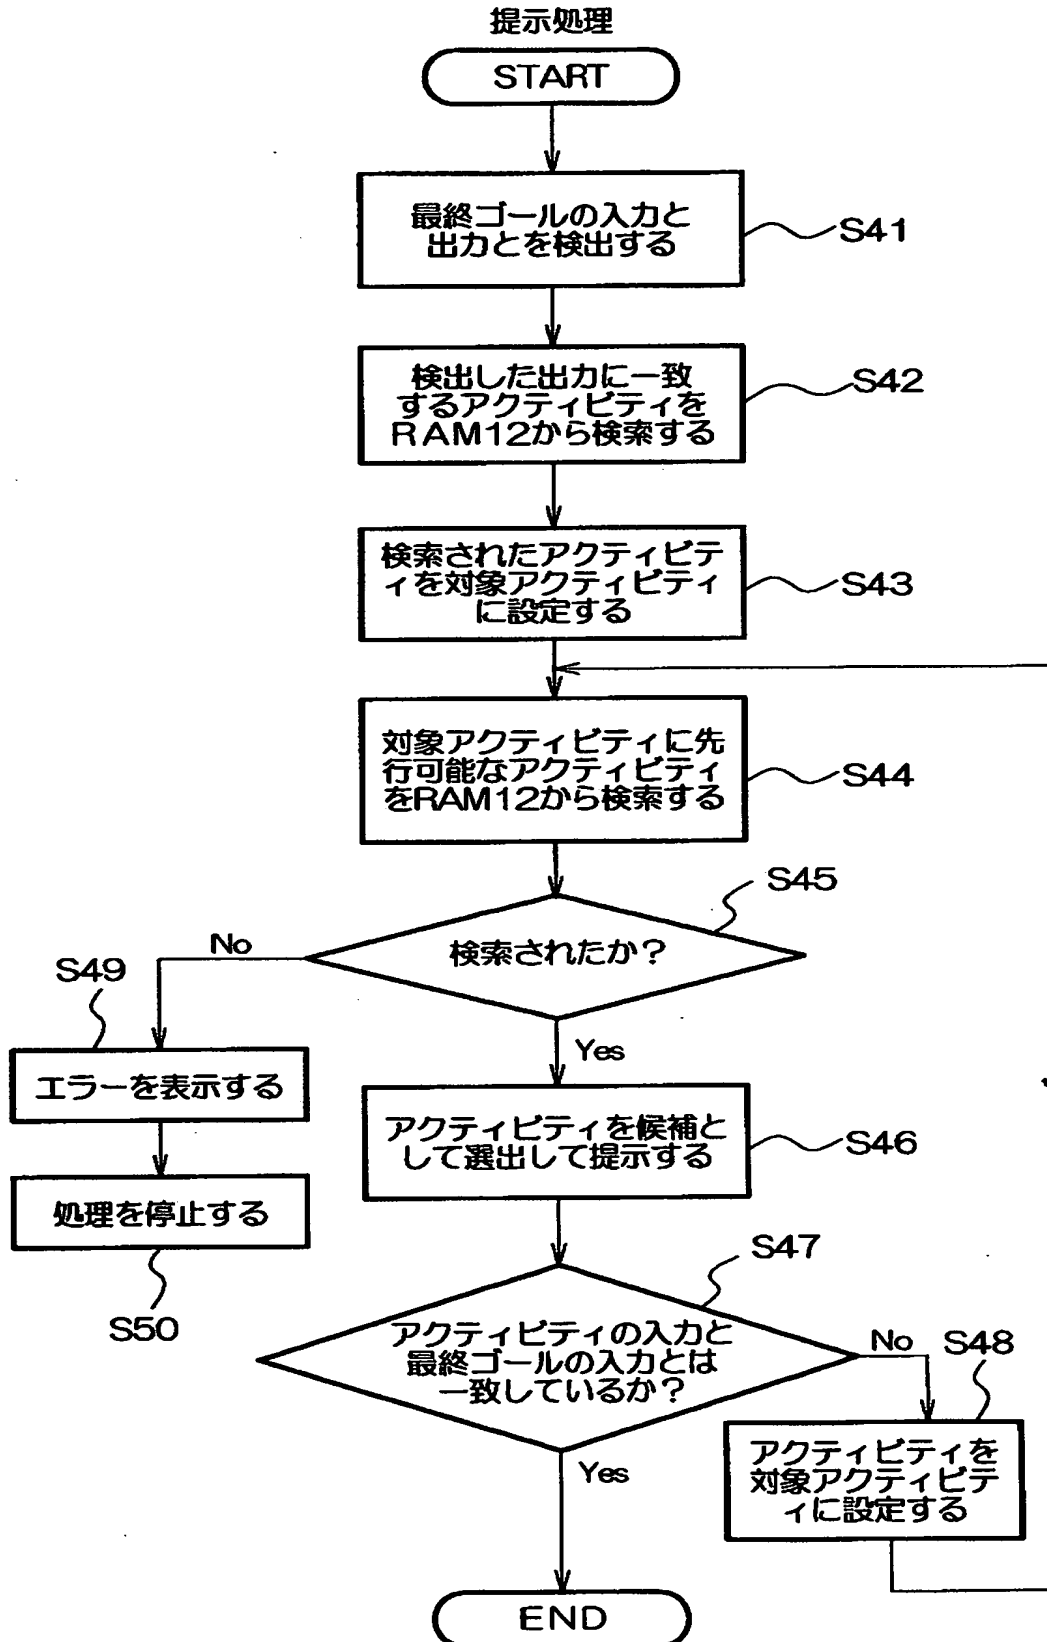 提示処理
START
最終ゴールの入力と
出力とを検出する
S41
検出した出力に一致
するアクティビティを
RAM12から検索する
S42
検索されたアクティビテ
ィを対象アクティビティ
に設定する
S43
対象アクティビティに先
行可能なアクティビティ
をRAM12から検索する
S44
S45
検索されたか?
No
S49
エラーを表示する
処理を停止する
S50
Yes
アクティビティを候補と
して選出して提示する
S46
S47
アクティビティの入力と
最終ゴールの入力とは
一致しているか?
No
S48
アクティビティを
対象アクティビテ
ィに設定する
Yes
END